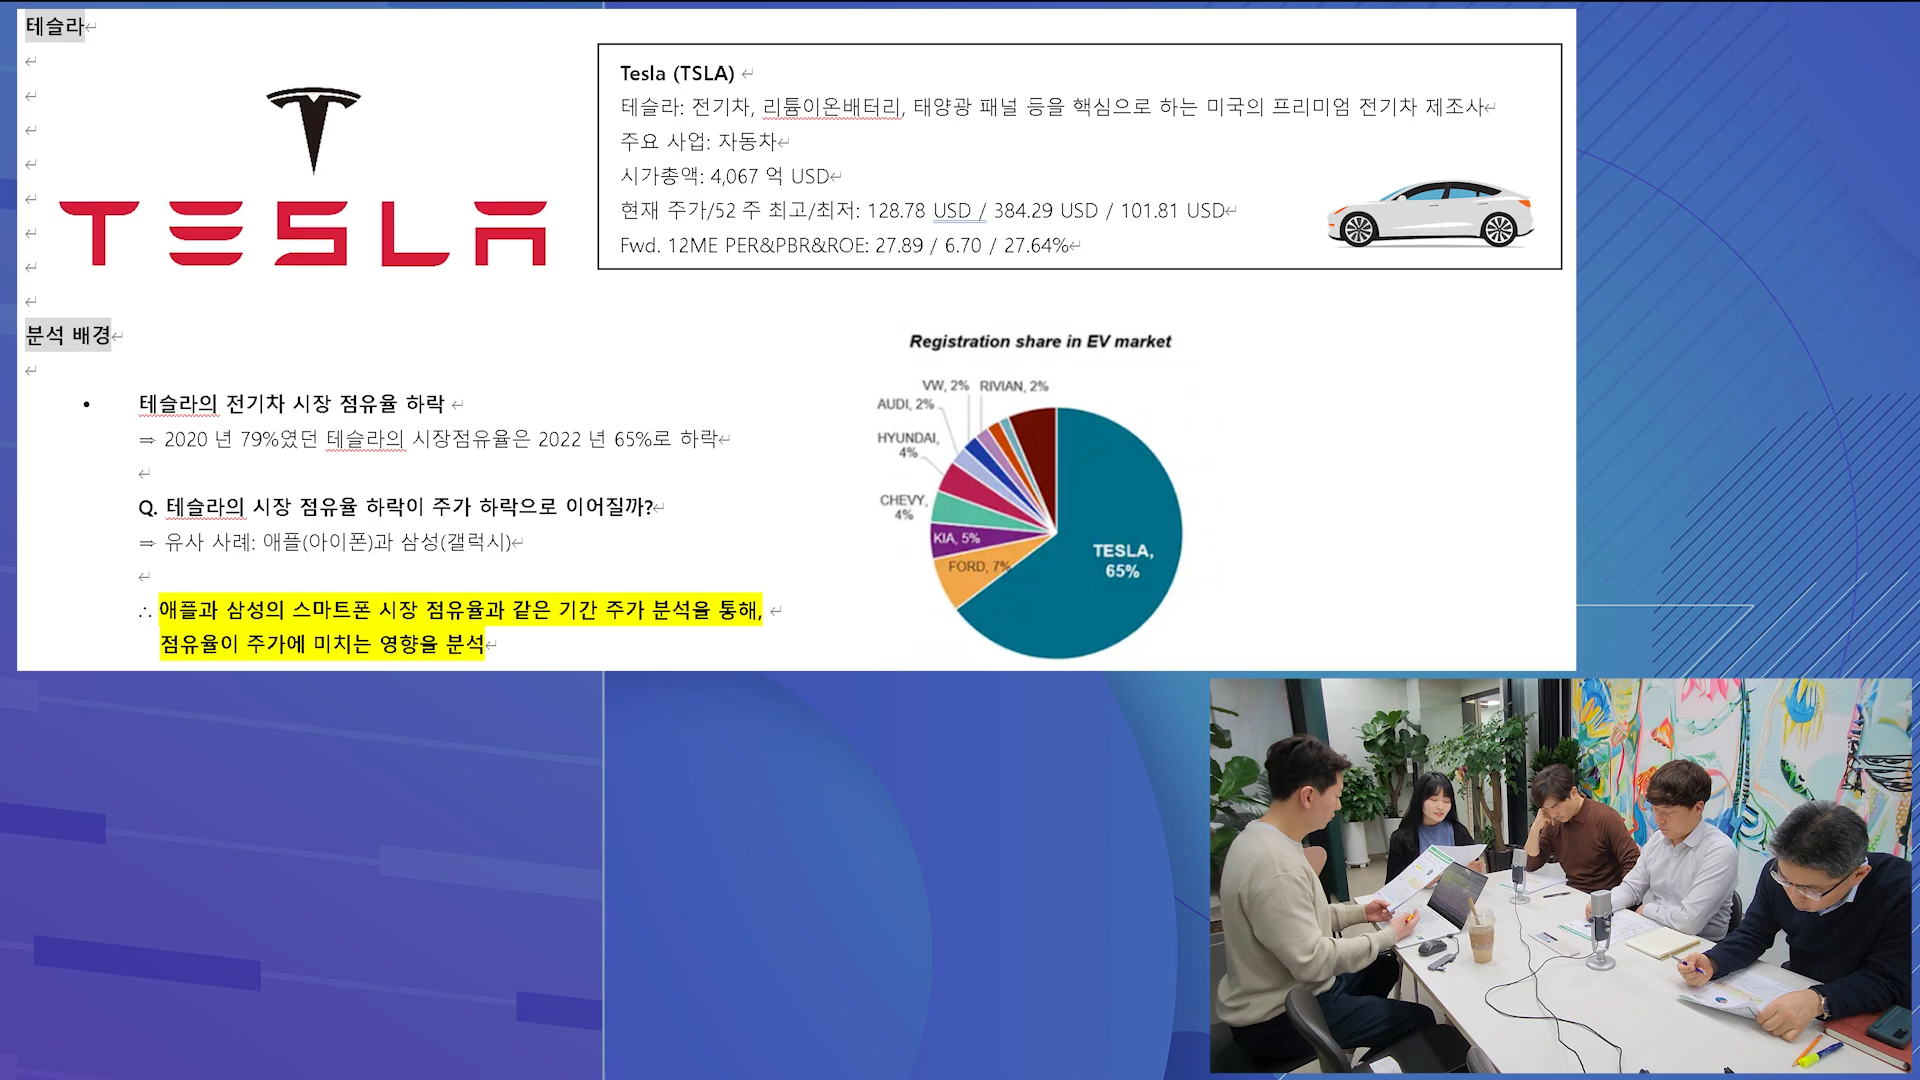 테슬라
TESLA
Tesla (TSLA)
테슬라: 전기차, 리튬이온배터리, 태양광 패널 등을 핵심으로 하는 미국의 프리미엄 전기차 제조사
주요 사업: 자동차
시가총액: 4,067 억 USD
현재 주가/52 주 최고/최저: 128.78 USD / 384.29 USD / 101.81 USD
Fwd. 12ME PER&PBR&ROE: 27.89 / 6.70 / 27.64%
분석 배경
• 테슬라의 전기차 시장 점유율 하락
⇒ 2020 년 79%였던 테슬라의 시장점유율은 2022 년 65%로 하락
Q. 테슬라의 시장 점유율 하락이 주가 하락으로 이어질까?
⇒ 유사 사례: 애플(아이폰)과 삼성(갤럭시)
∴ 애플과 삼성의 스마트폰 시장 점유율과 같은 기간 주가 분석을 통해,
점유율이 주가에 미치는 영향을 분석
Registration share in EV market
VW, 2%
RIVIAN, 2%
AUDI, 2%
HYUNDAI,
4%
CHEVY,
4%
KIA, 5%
FORD, 7%
TESLA,
65%